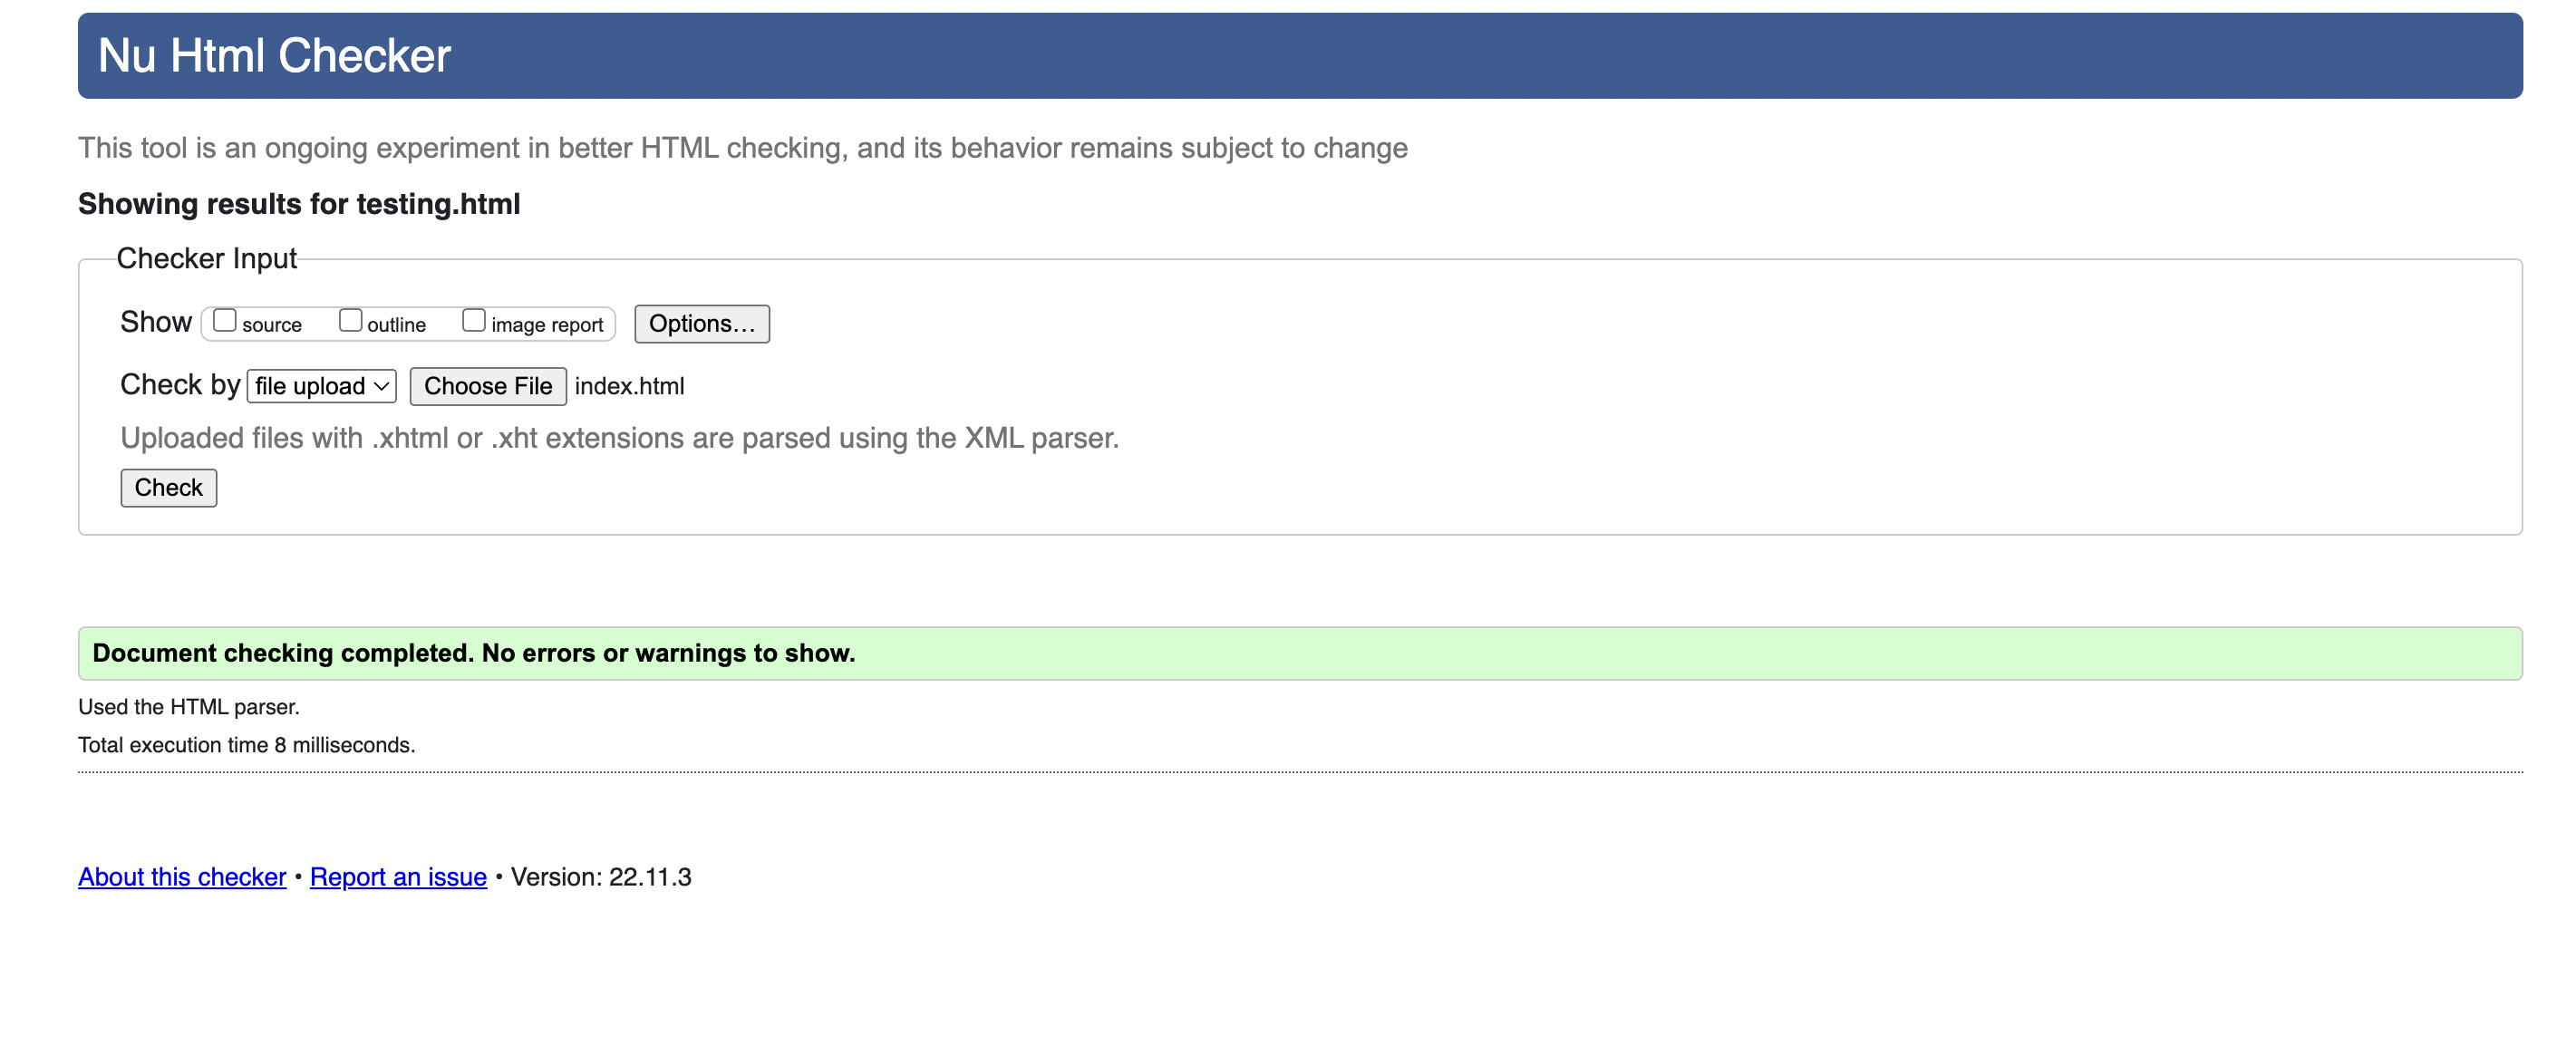 Nu Html Checker
This tool is an ongoing experiment in better HTML checking, and its behavior remains subject to change
Showing results for testing.html
Checker Input
Show source outline image report Options…
Check by file upload Choose File index.html
Uploaded files with .xhtml or .xht extensions are parsed using the XML parser.
Check
Document checking completed. No errors or warnings to show.
Used the HTML parser.
Total execution time 8 milliseconds.
About this checker • Report an issue • Version: 22.11.3